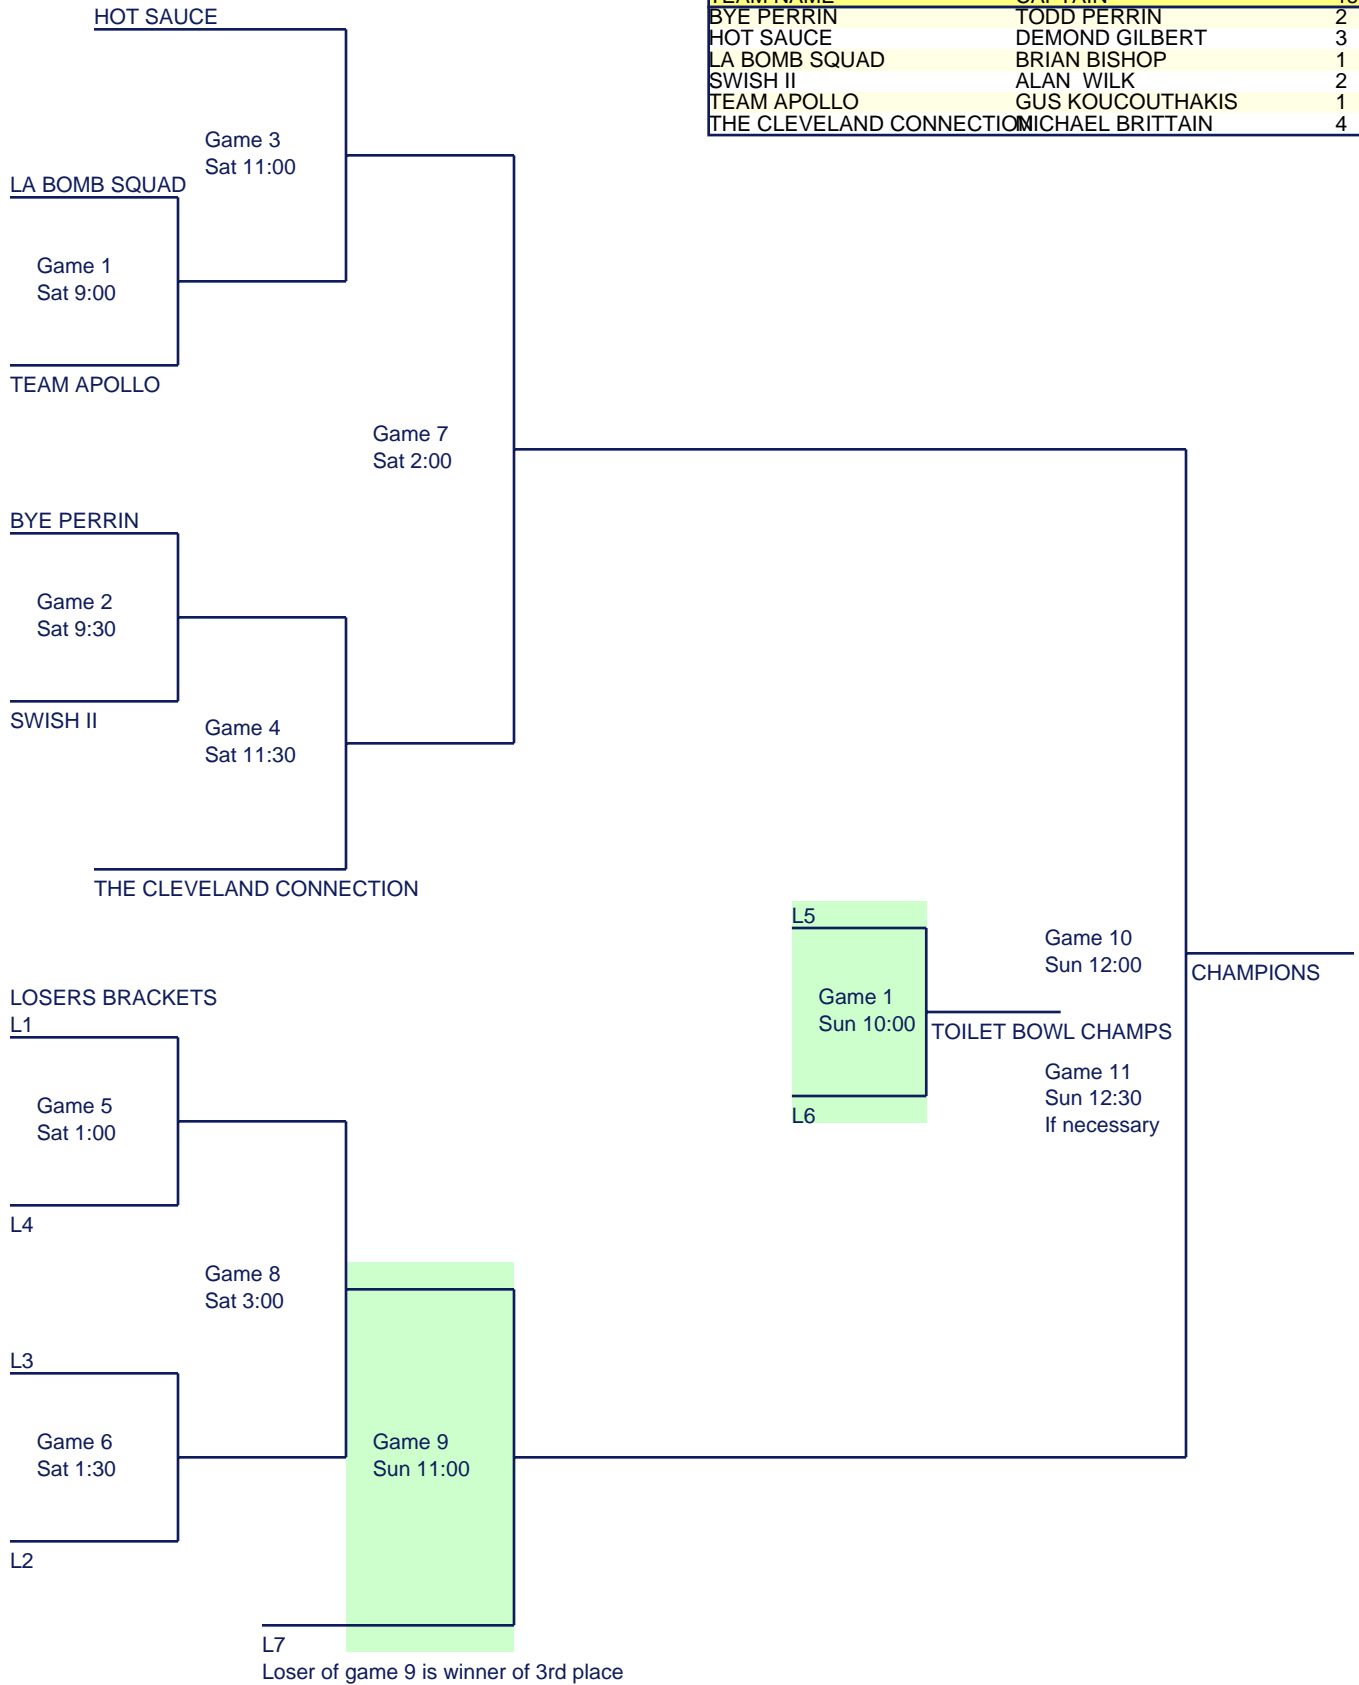 HOT SAUCE
TEAM NAME CAPTAIN
BYE PERRIN TODD PERRIN 2
HOT SAUCE DEMOND GILBERT 3
LA BOMB SQUAD BRIAN BISHOP 1
SWISH II ALAN WILK 2
TEAM APOLLO GUS KOUCOUTHAKIS 1
THE CLEVELAND CONNECTION MICHAEL BRITTAIN 4
Game 3
Sat 11:00
LA BOMB SQUAD
Game 1
Sat 9:00
TEAM APOLLO
Game 7
Sat 2:00
BYE PERRIN
Game 2
Sat 9:30
SWISH II
Game 4
Sat 11:30
THE CLEVELAND CONNECTION
L5
Game 10
Sun 12:00
CHAMPIONS
Game 1
Sun 10:00
TOILET BOWL CHAMPS
Game 11
Sun 12:30
If necessary
L6
LOSERS BRACKETS
L1
Game 5
Sat 1:00
L4
Game 8
Sat 3:00
L3
Game 6
Sat 1:30
Game 9
Sun 11:00
L2
L7
Loser of game 9 is winner of 3rd place